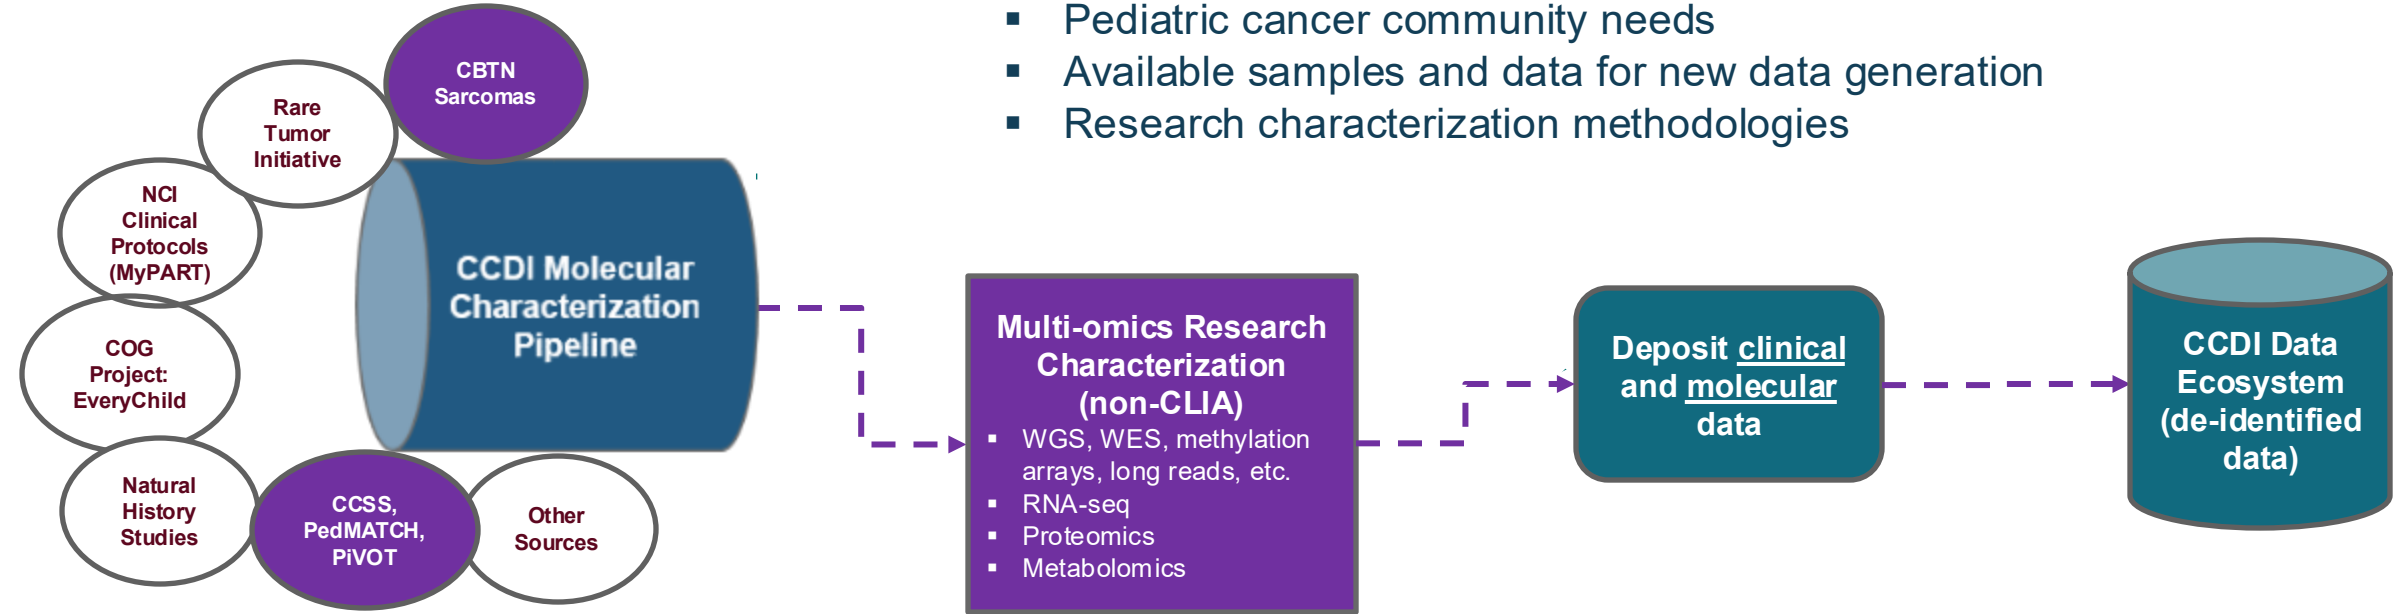 ▪ Pediatric cancer community needs
▪ Available samples and data for new data generation
▪ Research characterization methodologies
CBTN
Sarcomas
Rare
Tumor
Initiative
NCI
Clinical
Protocols
(MyPART)
COG
Project:
EveryChild
Natural
History
Studies
CCSS,
PedMATCH,
PiVOT
Other
Sources
CCDI Molecular
Characterization
Pipeline
Multi-omics Research
Characterization
(non-CLIA)
▪ WGS, WES, methylation
arrays, long reads, etc.
▪ RNA-seq
▪ Proteomics
▪ Metabolomics
Deposit clinical
and molecular
data
CCDI Data
Ecosystem
(de-identified
data)